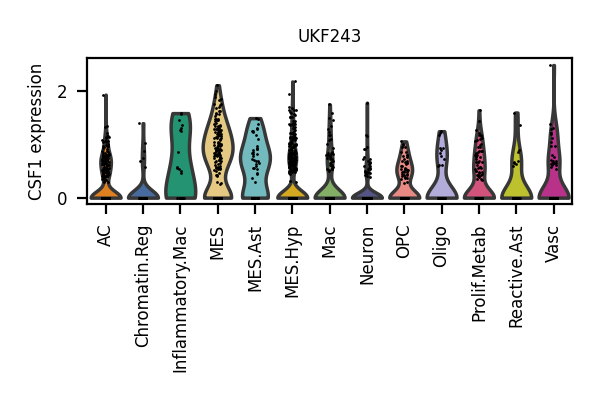 UKF243
CSF1 expression
2
0
AC
Chromatin.Reg
Inflammatory.Mac
MES
MES.Ast
MES.Hyp
Mac
Neuron
OPC
Oligo
Prolif.Metab
Reactive.Ast
Vasc